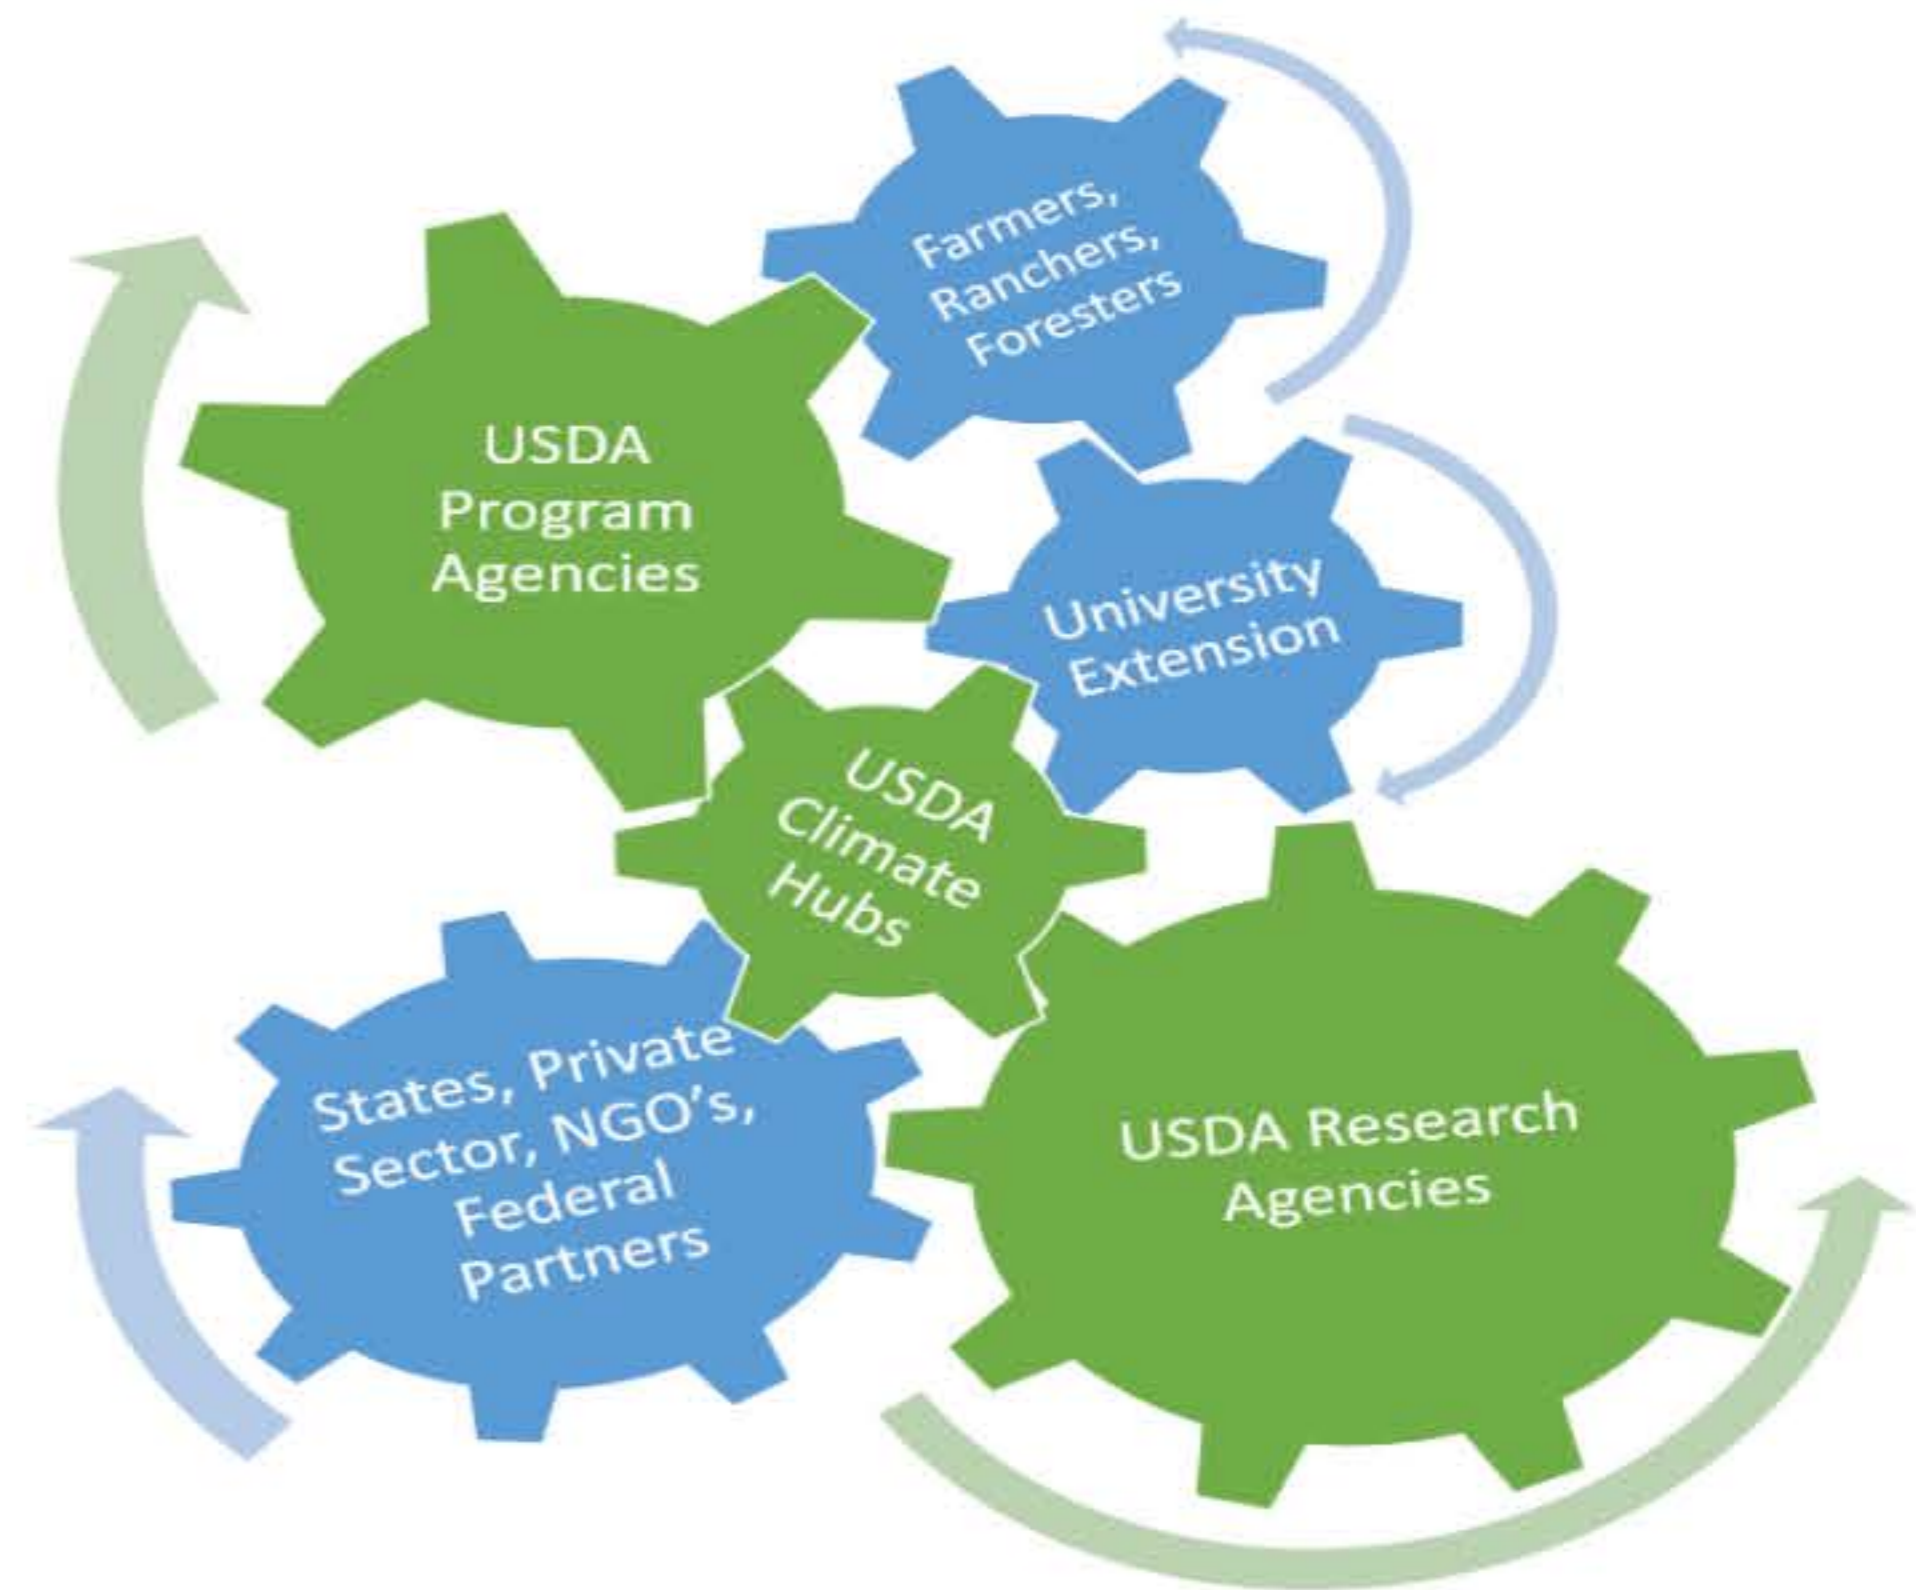 Farmers,
Ranchers,
Foresters
USDA
Program
Agencies
University
Extension
USDA
Climate
Hubs
States, Private
Sector, NGO's,
Federal
Partners
USDA Research
Agencies